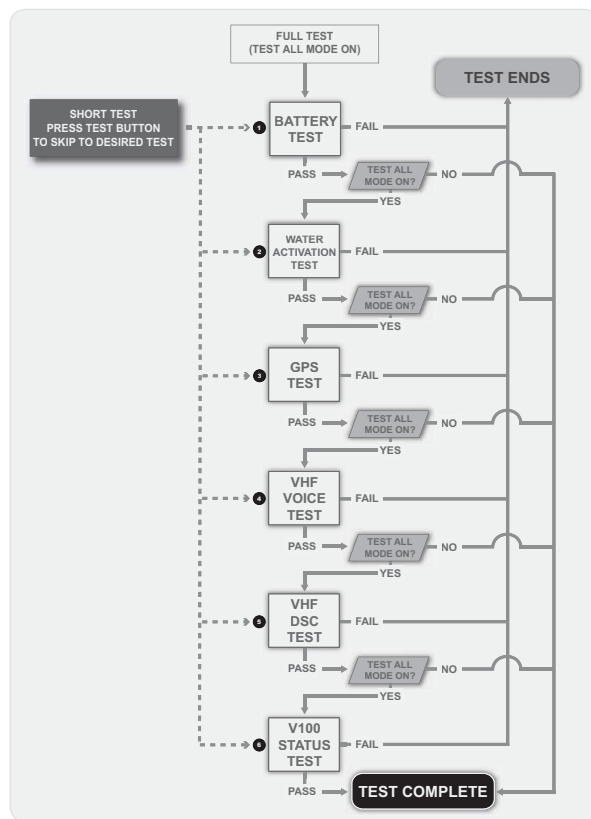 FULL TEST
(TEST ALL MODE ON)
TEST ENDS
SHORT TEST
PRESS TEST BUTTON
TO SKIP TO DESIRED TEST
1
BATTERY
TEST
FAIL
PASS
TEST ALL
MODE ON?
NO
YES
2
WATER
ACTIVATION
TEST
FAIL
PASS
TEST ALL
MODE ON?
NO
YES
3
GPS
TEST
FAIL
PASS
TEST ALL
MODE ON?
NO
YES
4
VHF
VOICE
TEST
FAIL
PASS
TEST ALL
MODE ON?
NO
YES
5
VHF
DSC
TEST
FAIL
PASS
TEST ALL
MODE ON?
NO
YES
6
V100
STATUS
TEST
FAIL
PASS
TEST COMPLETE